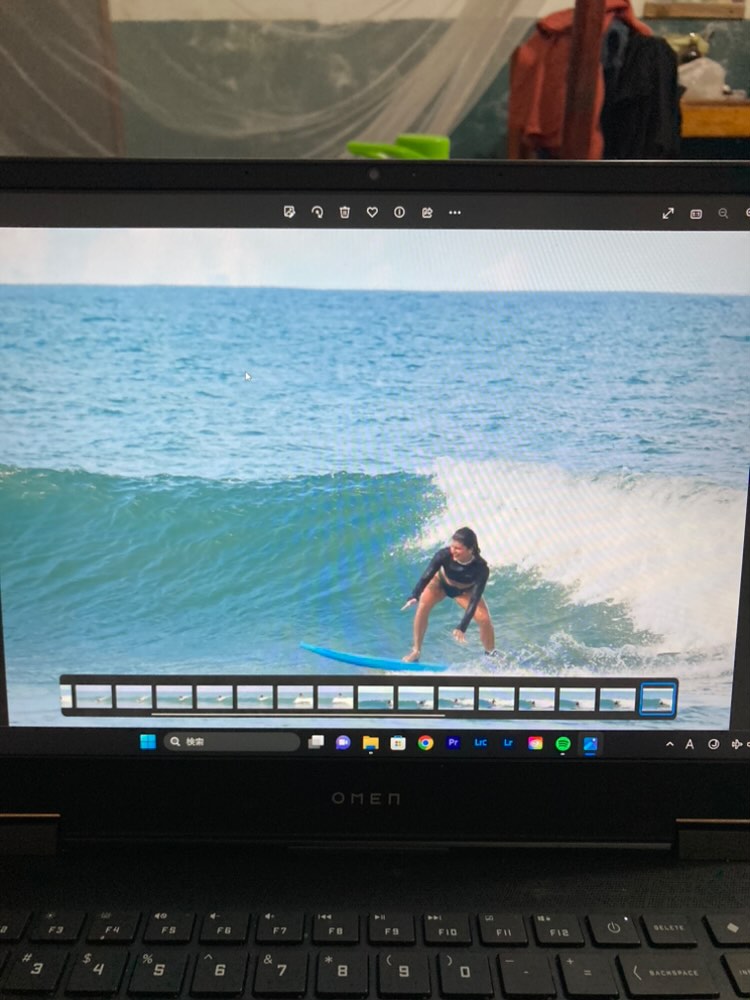 検索
Pr
LrC
Lr
A
OMEN
F3 F4 F5 F6 F7 F8 F9 F10 F11 F12 DELETE
# 3 $ 4 % 5 ^ 6 & 7 * 8 ( 9 ) 0 _ - + = BACKSPACE